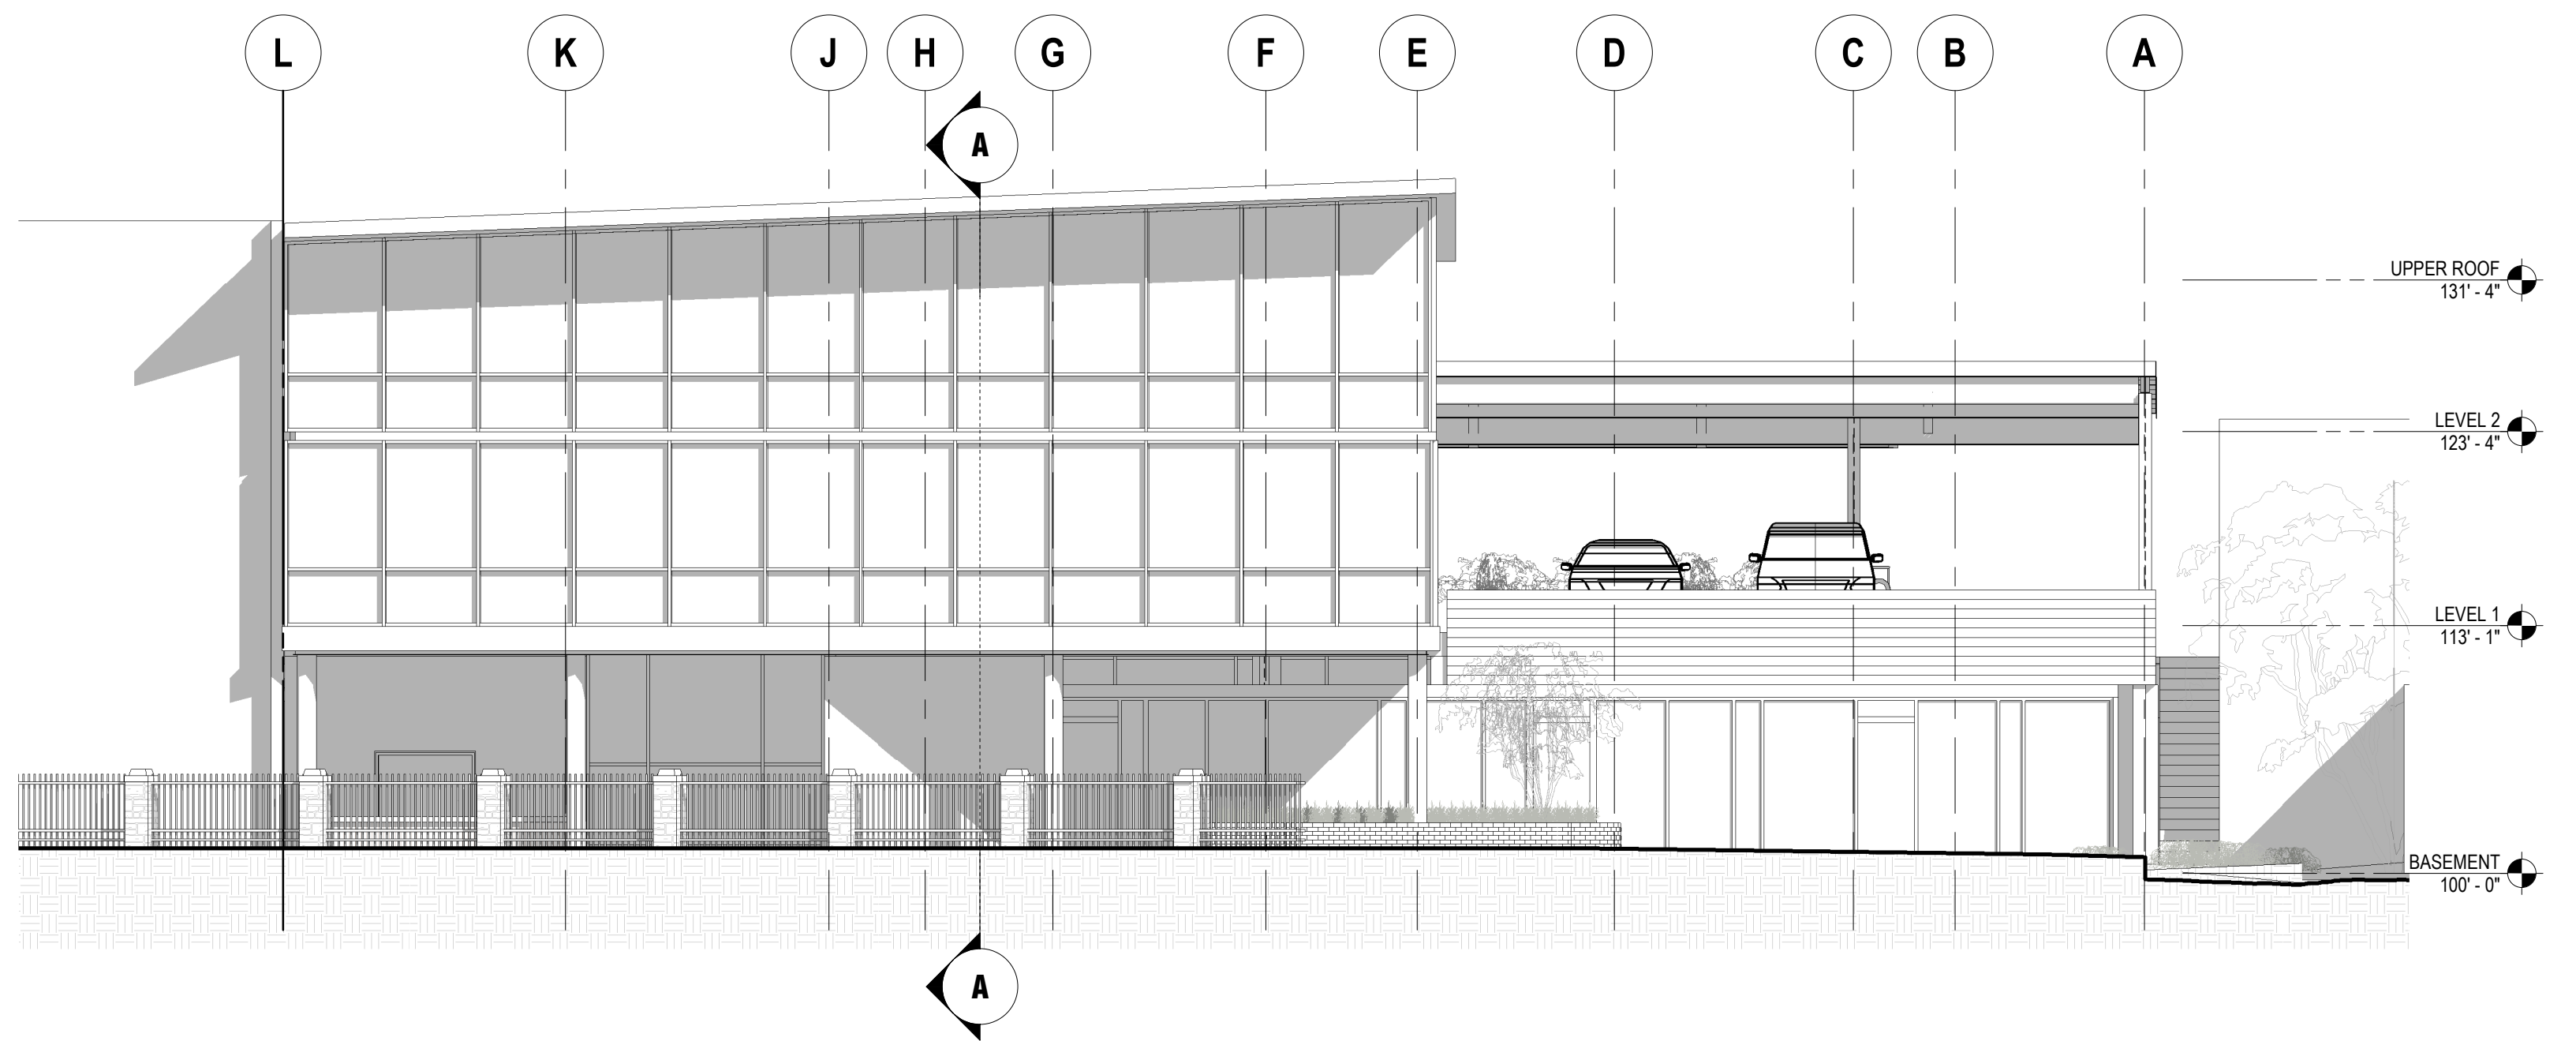 L K J H G F E D C B A
A
UPPER ROOF
131' - 4"
LEVEL 2
123' - 4"
LEVEL 1
113' - 1"
BASEMENT
100' - 0"
A